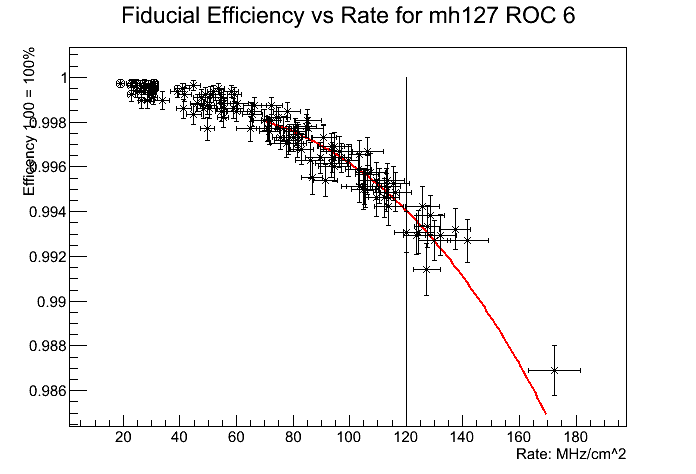 Fiducial Efficiency vs Rate for mh127 ROC 6
Efficency 1.00 = 100%
1
0.998
0.996
0.994
0.992
0.99
0.988
0.986
20 40 60 80 100 120 140 160 180
Rate: MHz/cm^2